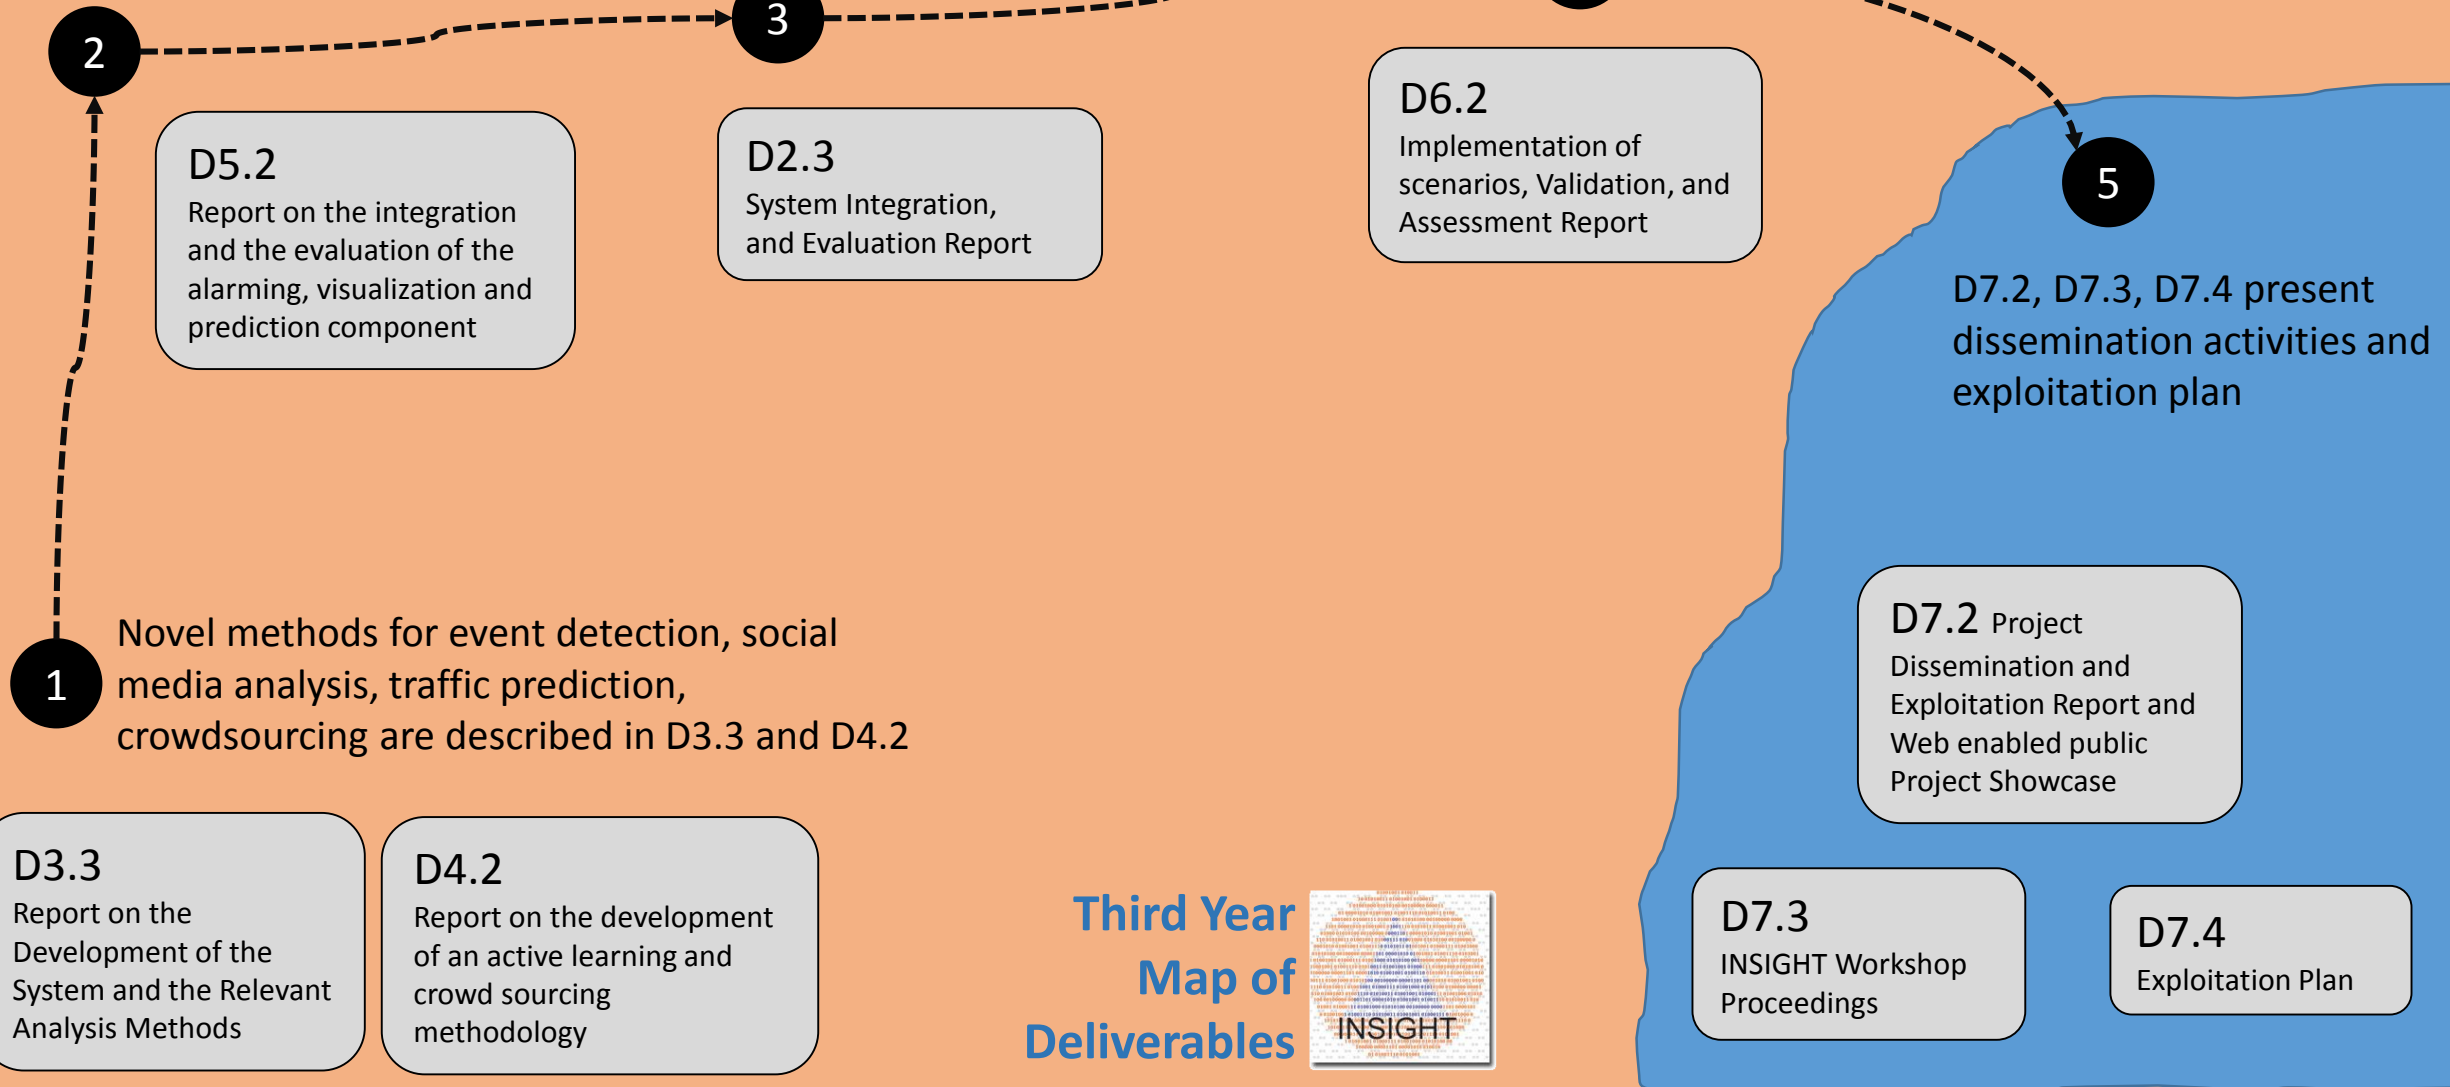 2
3
D5.2
Report on the integration
and the evaluation of the
alarming, visualization and
prediction component
D2.3
System Integration,
and Evaluation Report
D6.2
Implementation of
scenarios, Validation, and
Assessment Report
5
D7.2, D7.3, D7.4 present
dissemination activities and
exploitation plan
1
Novel methods for event detection, social
media analysis, traffic prediction,
crowdsourcing are described in D3.3 and D4.2
D7.2 Project
Dissemination and
Exploitation Report and
Web enabled public
Project Showcase
D3.3
Report on the
Development of the
System and the Relevant
Analysis Methods
D4.2
Report on the development
of an active learning and
crowd sourcing
methodology
Third Year
Map of
Deliverables
INSIGHT
D7.3
INSIGHT Workshop
Proceedings
D7.4
Exploitation Plan